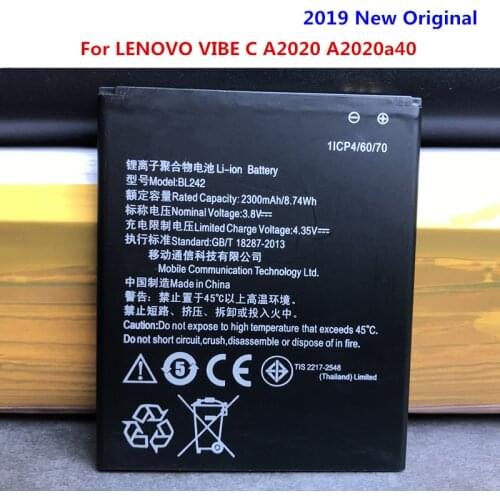 2019 New Original
For LENOVO VIBE C A2020 A2020a40
⊖ ⊕
1ICP4/60/70
锂离子聚合物电池 Li-ion Battery
型号Model:BL242
额定容量Rated Capacity: 2300mAh/8.74Wh
标称电压Nominal Voltage:3.8V⎓
充电限制电压Limited Charge Voltage:4.35V⎓
执行标准Standard:GB/T 18287-2013
移动通信科技有限公司
Mobile Communication Technology Ltd.
中国制造Made in China
警告：禁止置于45℃以上高温环境。
禁止短路、挤压、拆卸或投入火中。
Caution:Do not expose to high temperature that exceeds 45℃.
Do not short circuit,crush,disassemble or dispose of in fire.
5
TIS 2217-2548
(Thailand) Limited